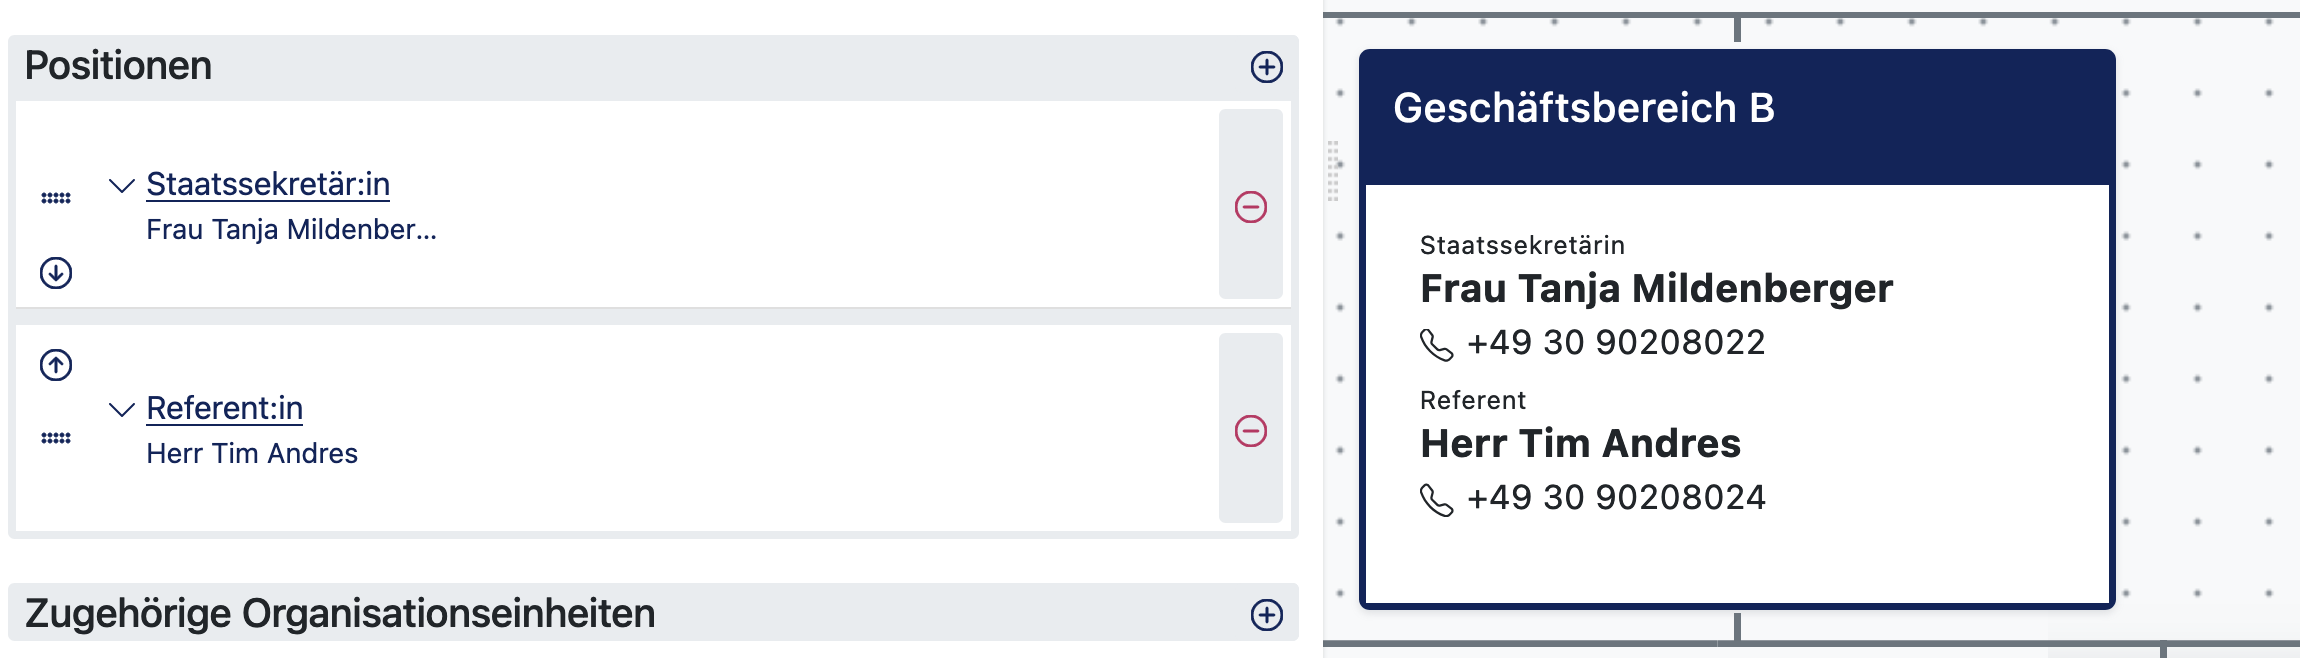 Positionen
Staatssekretär:in
Frau Tanja Mildenber...
Referent:in
Herr Tim Andres
Zugehörige Organisationseinheiten
Geschäftsbereich B
Staatssekretärin
Frau Tanja Mildenberger
+49 30 90208022
Referent
Herr Tim Andres
+49 30 90208024